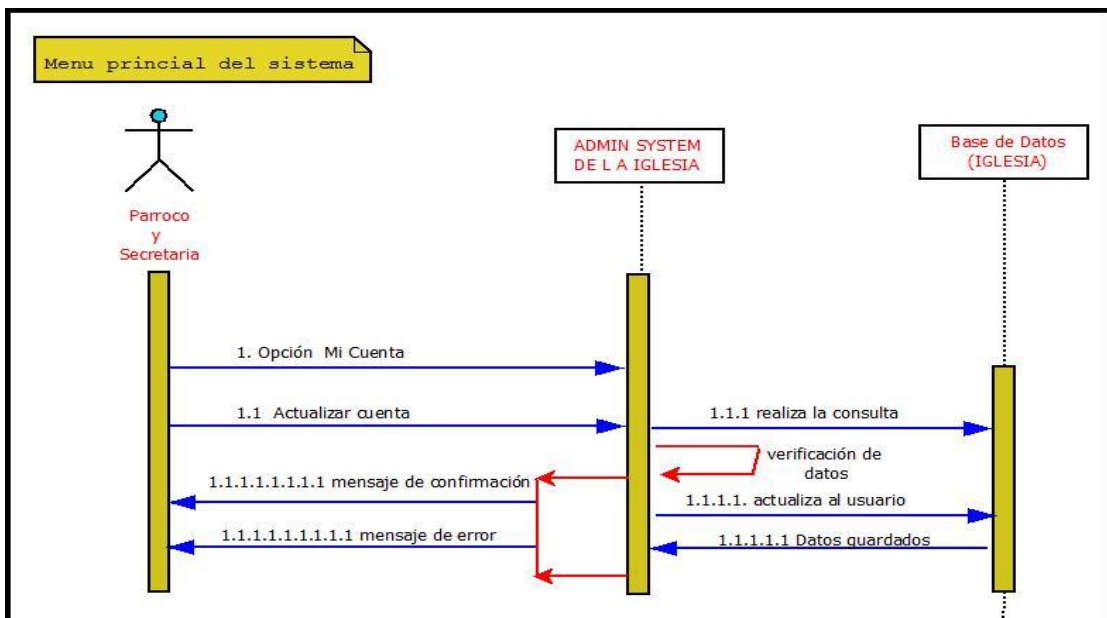 Menu princial del sistema
ADMIN SYSTEM
DE L A IGLESIA
Base de Datos
(IGLESIA)
Parroco
y
Secretaria
1. Opción Mi Cuenta
1.1 Actualizar cuenta
1.1.1 realiza la consulta
verificación de
datos
1.1.1.1.1.1.1.1 mensaje de confirmación
1.1.1.1. actualiza al usuario
1.1.1.1.1.1.1.1.1 mensaje de error
1.1.1.1.1 Datos guardados